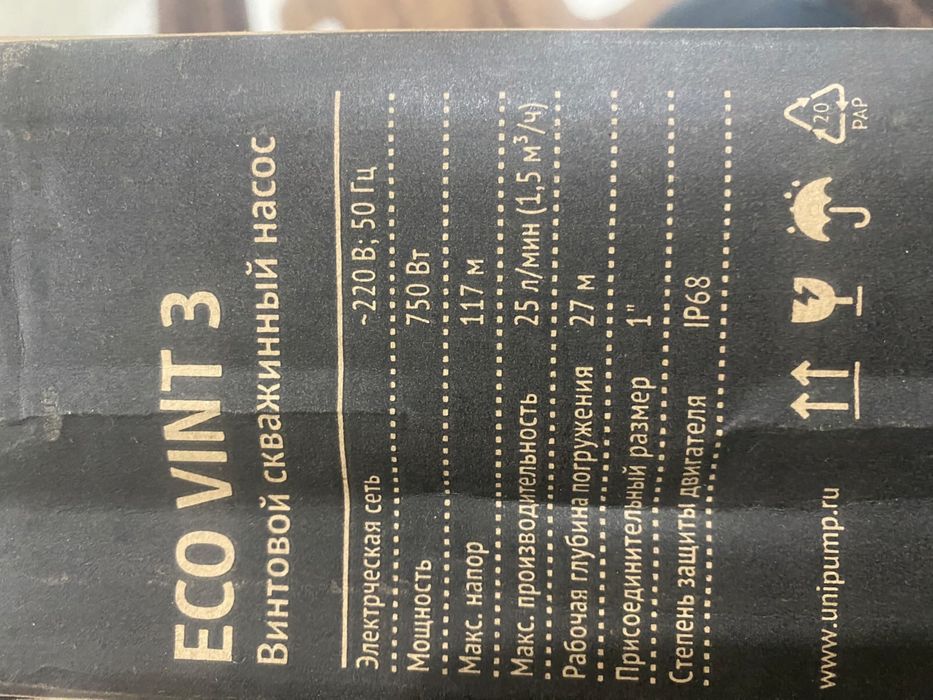 ECO VINT 3
Винтовой скважинный насос
Электрческая сеть ~220 В; 50 Гц
Мощность 750 Вт
Макс. напор 117 м
Макс. производительность 25 л/мин (1,5 м³/ч)
Рабочая глубина погружения 27 м
Присоединительный размер 1"
Степень защиты двигателя IP68
www.unipump.ru
20
PAP